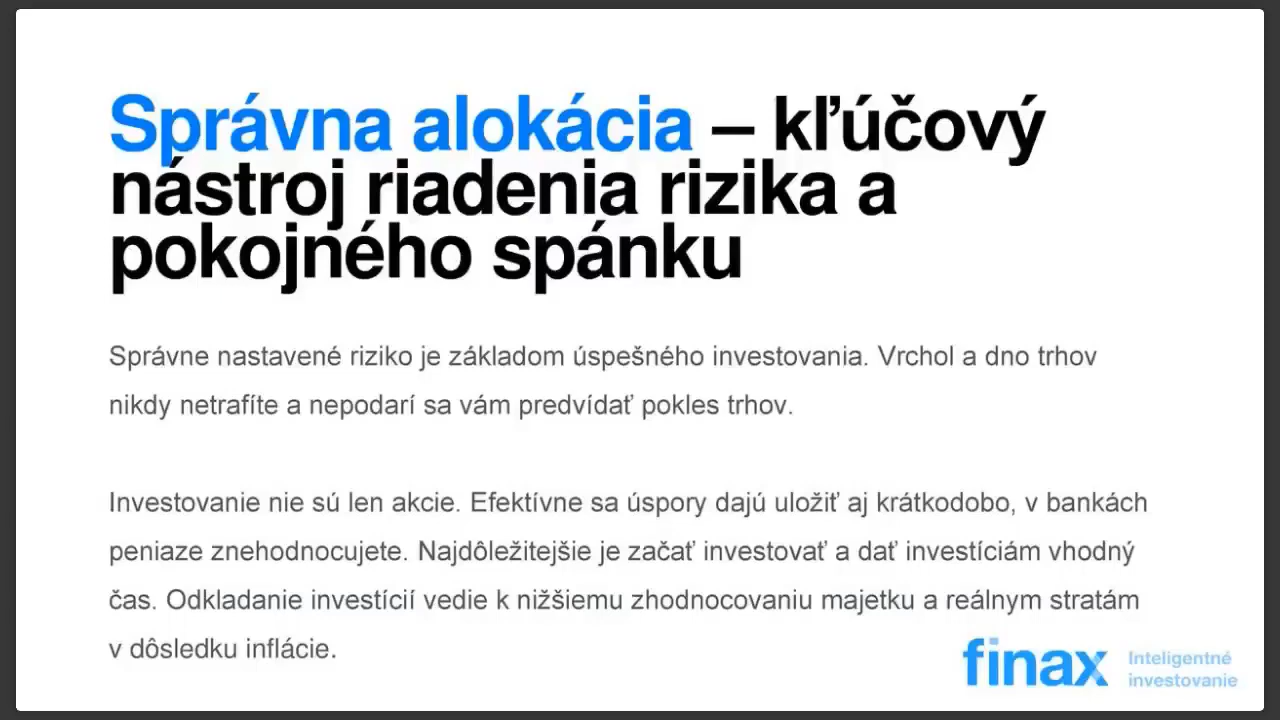 Správna alokácia – kľúčový
nástroj riadenia rizika a
pokojného spánku
Správne nastavené riziko je základom úspešného investovania. Vrchol a dno trhov
nikdy netrafíte a nepodarí sa vám predvídať pokles trhov.
Investovanie nie sú len akcie. Efektívne sa úspory dajú uložiť aj krátkodobo, v bankách
peniaze znehodnocujete. Najdôležitejšie je začať investovať a dať investíciám vhodný
čas. Odkladanie investícií vedie k nižšiemu zhodnocovaniu majetku a reálnym stratám
v dôsledku inflácie.
finax
Inteligentné
investovanie